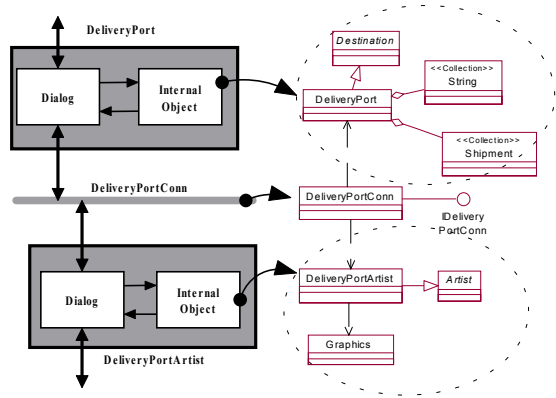 DeliveryPort
Dialog
Internal
Object
DeliveryPortConn
Dialog
Internal
Object
DeliveryPortArtist
Destination
DeliveryPort
<<Collection>>
String
<<Collection>>
Shipment
DeliveryPortConn
IDelivery
PortConn
DeliveryPortArtist
Artist
Graphics